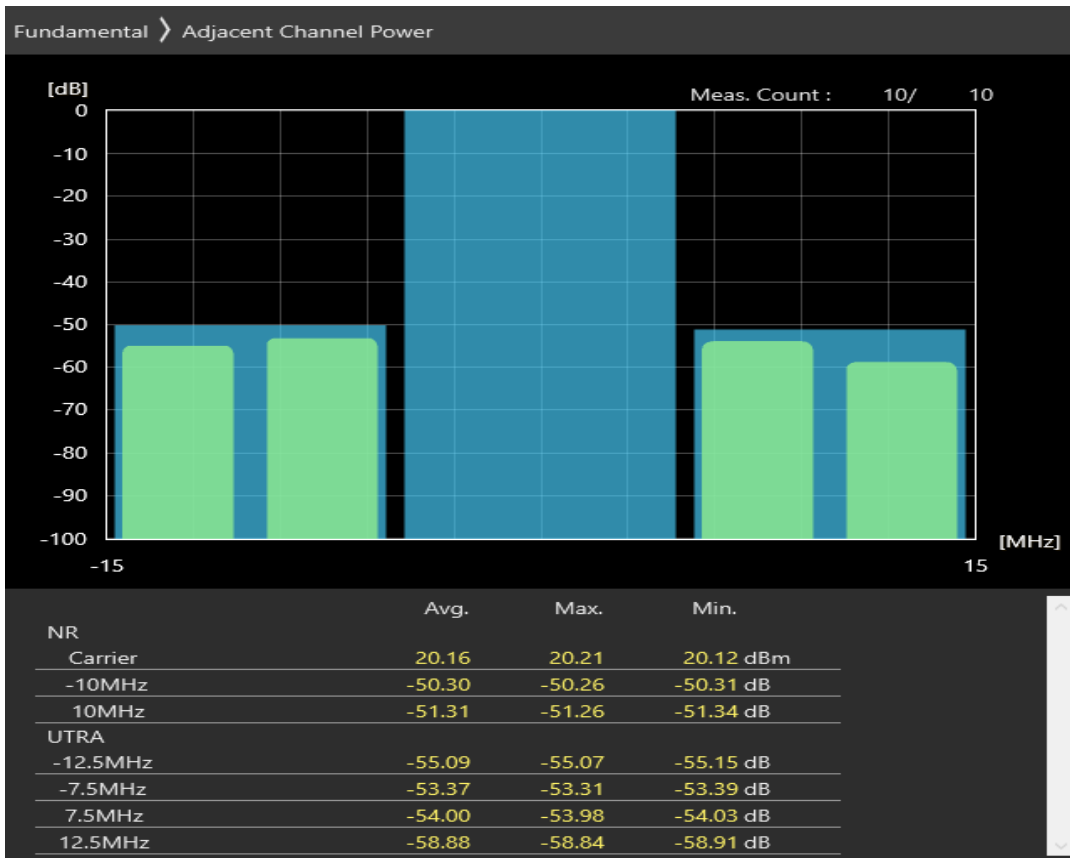 Fundamental 〉 Adjacent Channel Power
[dB]
Meas. Count : 10/ 10
0
-10
-20
-30
-40
-50
-60
-70
-80
-90
-100
[MHz]
-15 15
Avg. Max. Min.
NR
Carrier 20.16 20.21 20.12 dBm
-10MHz -50.30 -50.26 -50.31 dB
10MHz -51.31 -51.26 -51.34 dB
UTRA
-12.5MHz -55.09 -55.07 -55.15 dB
-7.5MHz -53.37 -53.31 -53.39 dB
7.5MHz -54.00 -53.98 -54.03 dB
12.5MHz -58.88 -58.84 -58.91 dB